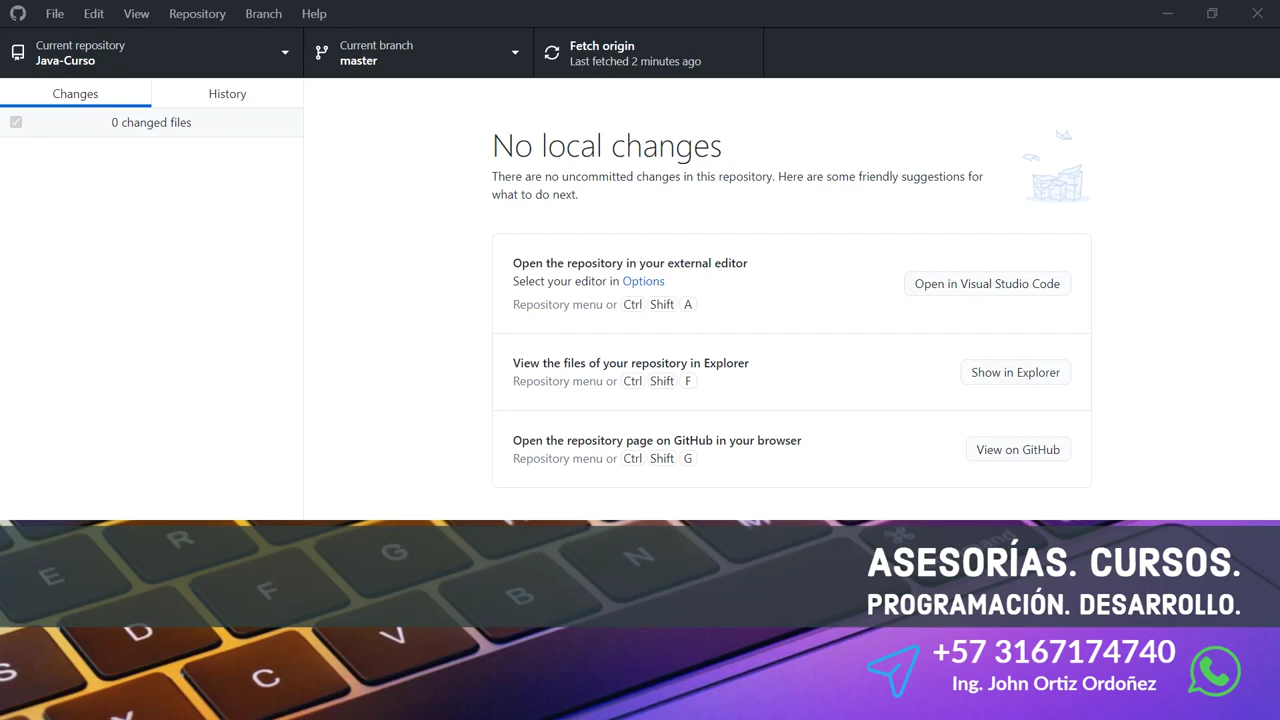 File Edit View Repository Branch Help
Current repository
Java-Curso
Current branch
master
Fetch origin
Last fetched 2 minutes ago
Changes
History
0 changed files
No local changes
There are no uncommitted changes in this repository. Here are some friendly suggestions for
what to do next.
Open the repository in your external editor
Select your editor in Options
Repository menu or Ctrl Shift A
Open in Visual Studio Code
View the files of your repository in Explorer
Repository menu or Ctrl Shift F
Show in Explorer
Open the repository page on GitHub in your browser
Repository menu or Ctrl Shift G
View on GitHub
E R F G B N
D C V
ASESORÍAS. CURSOS.
PROGRAMACIÓN. DESARROLLO.
+57 3167174740
Ing. John Ortiz Ordoñez